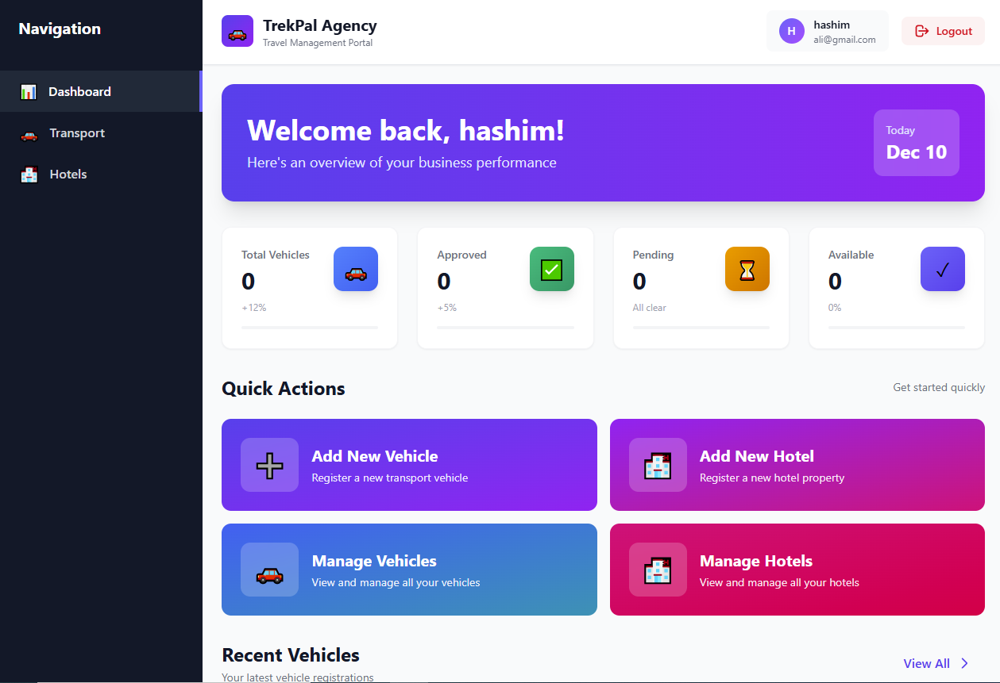 Navigation
Dashboard
Transport
Hotels
TrekPal Agency
Travel Management Portal
H
hashim
ali@gmail.com
Logout
Welcome back, hashim!
Here's an overview of your business performance
Today
Dec 10
Total Vehicles
0
+12%
Approved
0
+5%
Pending
0
All clear
Available
0
0%
Quick Actions
Get started quickly
Add New Vehicle
Register a new transport vehicle
Add New Hotel
Register a new hotel property
Manage Vehicles
View and manage all your vehicles
Manage Hotels
View and manage all your hotels
Recent Vehicles
View All
Your latest vehicle registrations